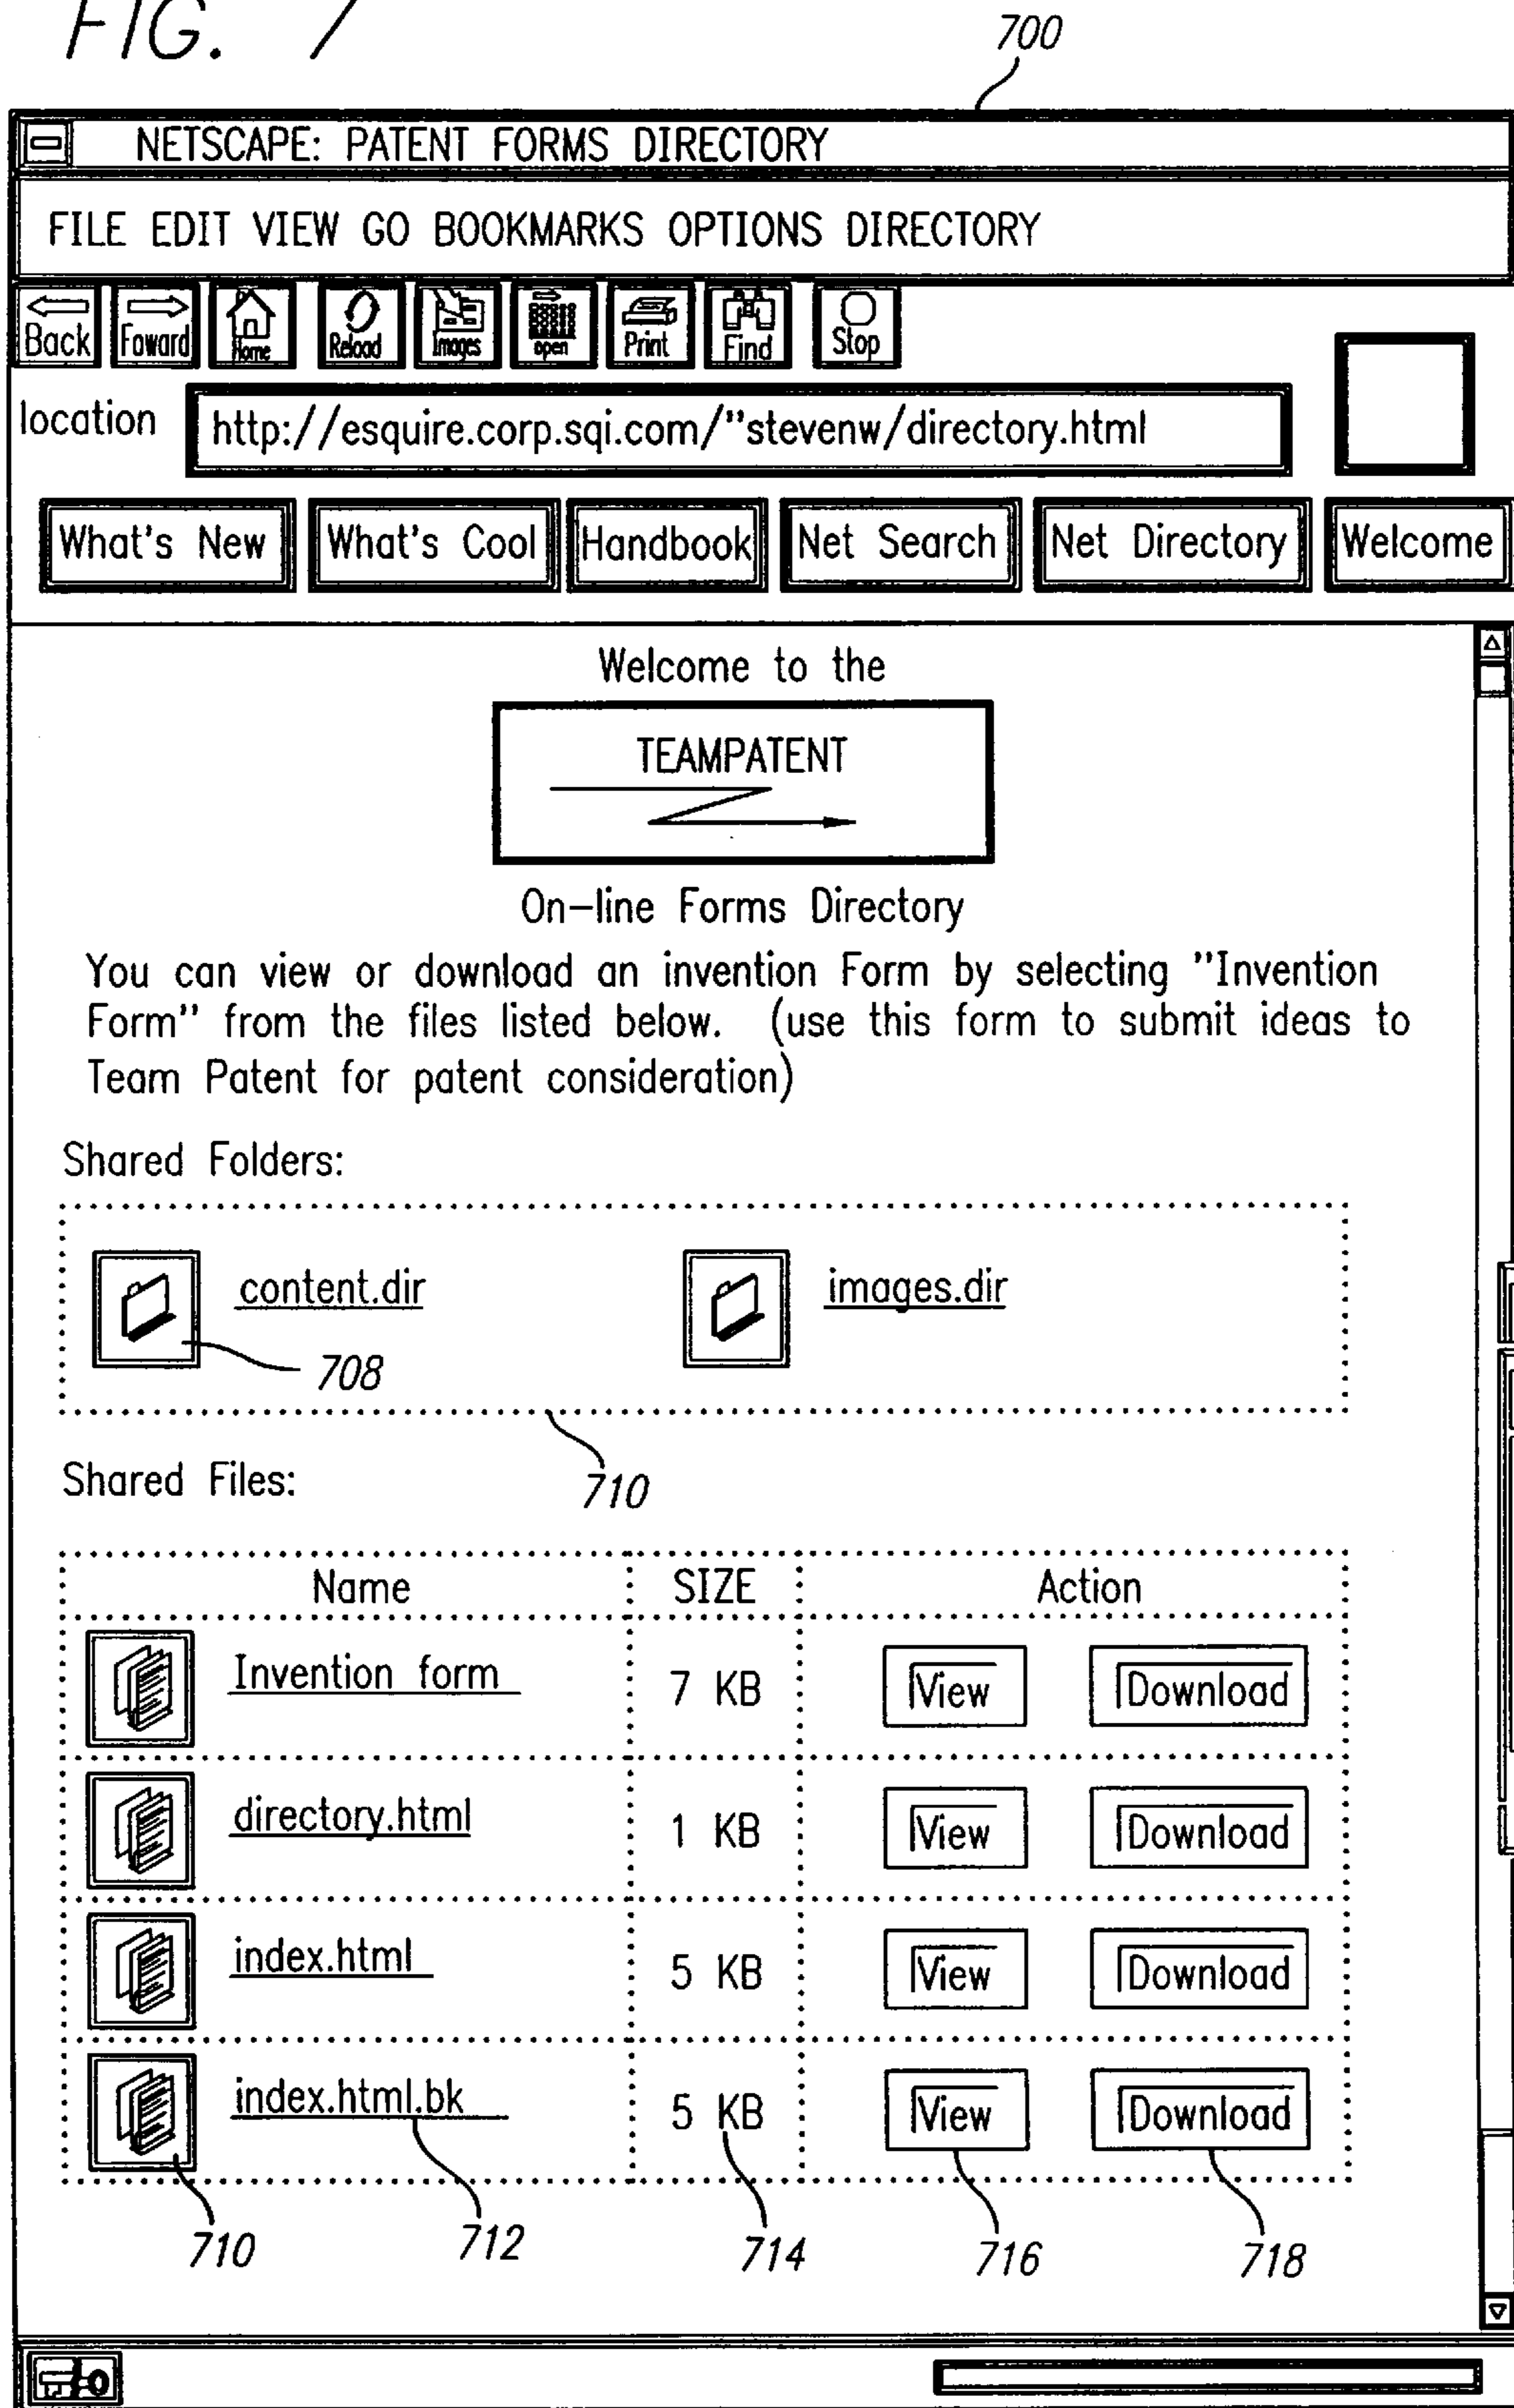 FIG. 7
700
NETSCAPE: PATENT FORMS DIRECTORY
FILE EDIT VIEW GO BOOKMARKS OPTIONS DIRECTORY
Back Foward Home Reload Images open Print Find Stop
location http://esquire.corp.sqi.com/"stevenw/directory.html
What's New What's Cool Handbook Net Search Net Directory Welcome
Welcome to the
TEAMPATENT
On-line Forms Directory
You can view or download an invention Form by selecting "Invention
Form" from the files listed below. (use this form to submit ideas to
Team Patent for patent consideration)
Shared Folders:
content.dir images.dir
708
710
Shared Files:
Name SIZE Action
Invention form 7 KB View Download
directory.html 1 KB View Download
index.html 5 KB View Download
index.html.bk 5 KB View Download
710 712 714 716 718